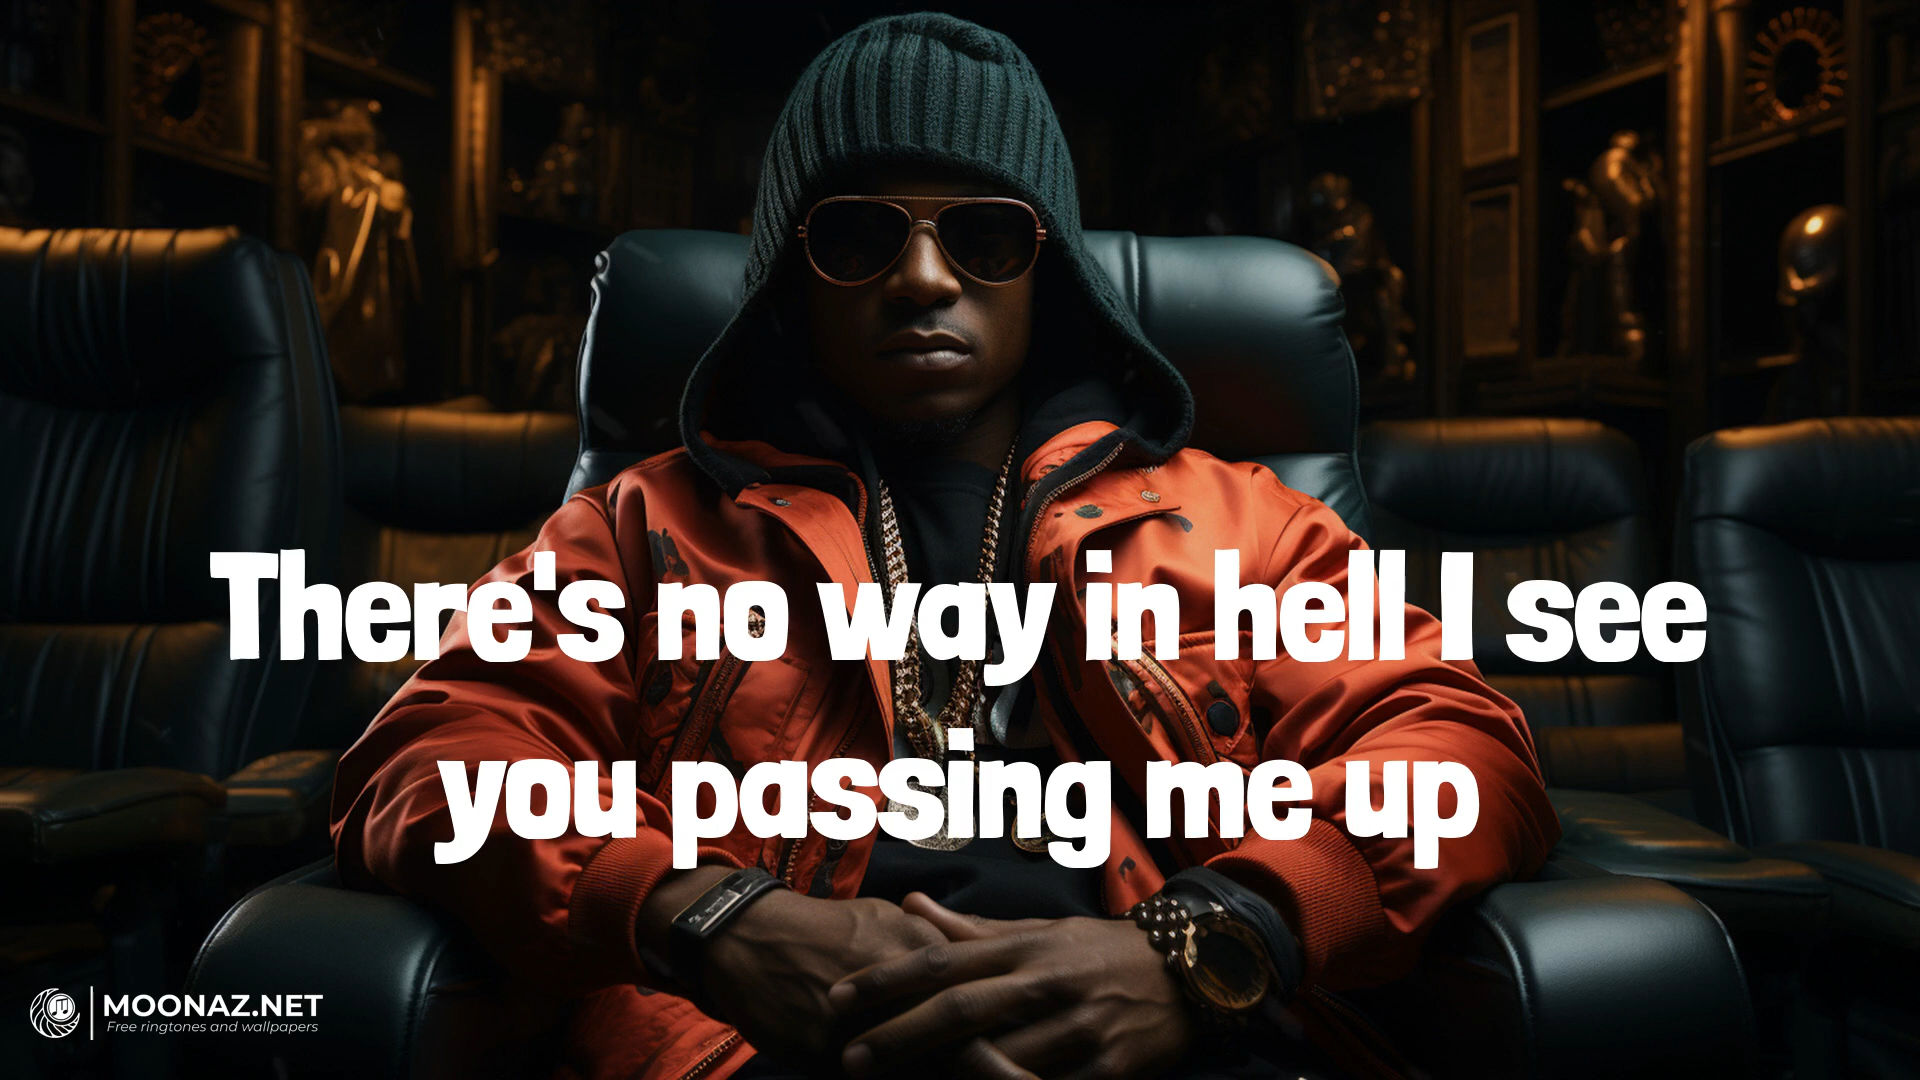 There's no way in hell I see
you passing me up
MOONAZ.NET
Free ringtones and wallpapers